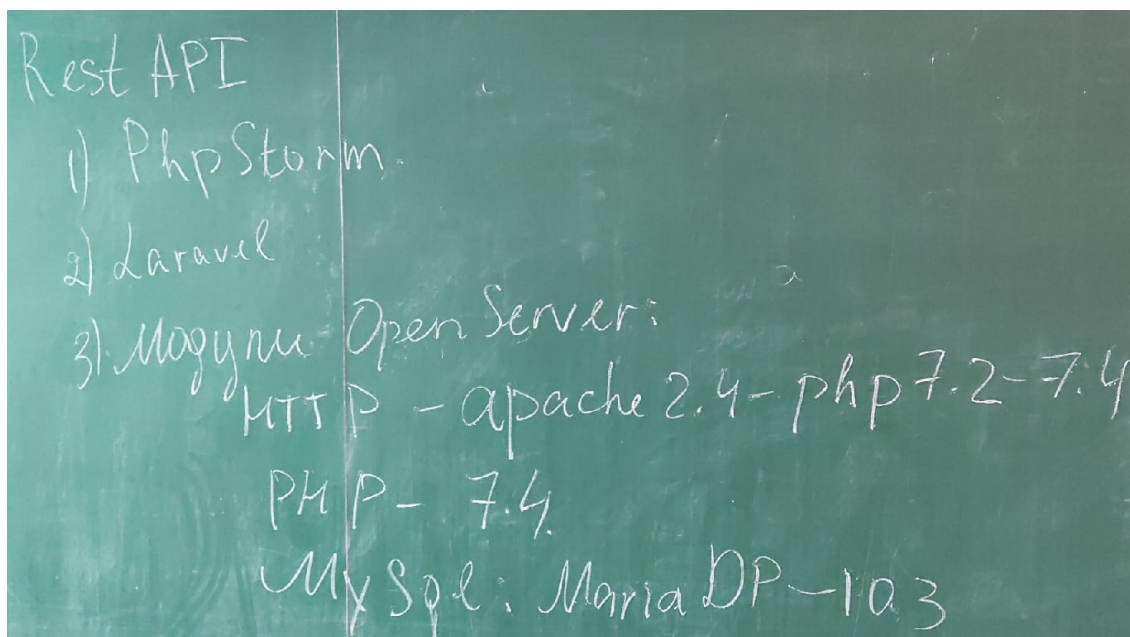 Rest API
1) PhpStorm.
2) Laravel
3) Модули Open Server:
HTTP - apache 2.4 - php 7.2-7.4
PHP - 7.4.
MySql: MariaDP - 10.3